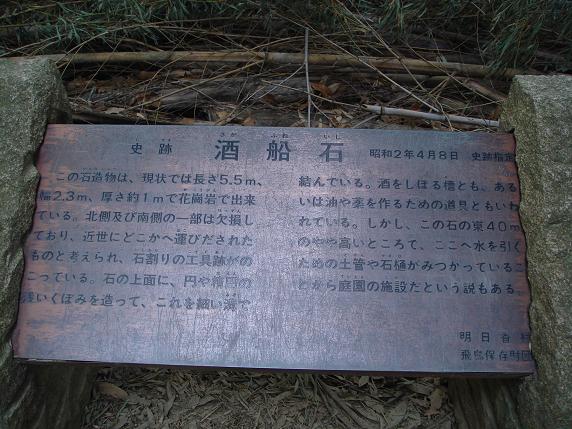 史跡 酒船石 昭和2年4月8日 史跡指定
さか ふね いし
この石造物は、現状では長さ5.5m、
幅2.3m、厚さ約1mで花崗岩で出来
ている。北側及び南側の一部は欠損し
ており、近世にどこかへ運びだされた
ものと考えられ、石割りの工具跡がの
こっている。石の上面に、円や楕円の
浅いくぼみを造って、これを細い溝で
結んでいる。酒をしぼる槽とも、ある
いは油や薬を作るための道具ともいわ
れている。しかし、この石の東40m
のやや高いところで、ここへ水を引く
ための土管や石樋がみつかっているこ
とから庭園の施設だという説もある
明日香村
飛鳥保存財団